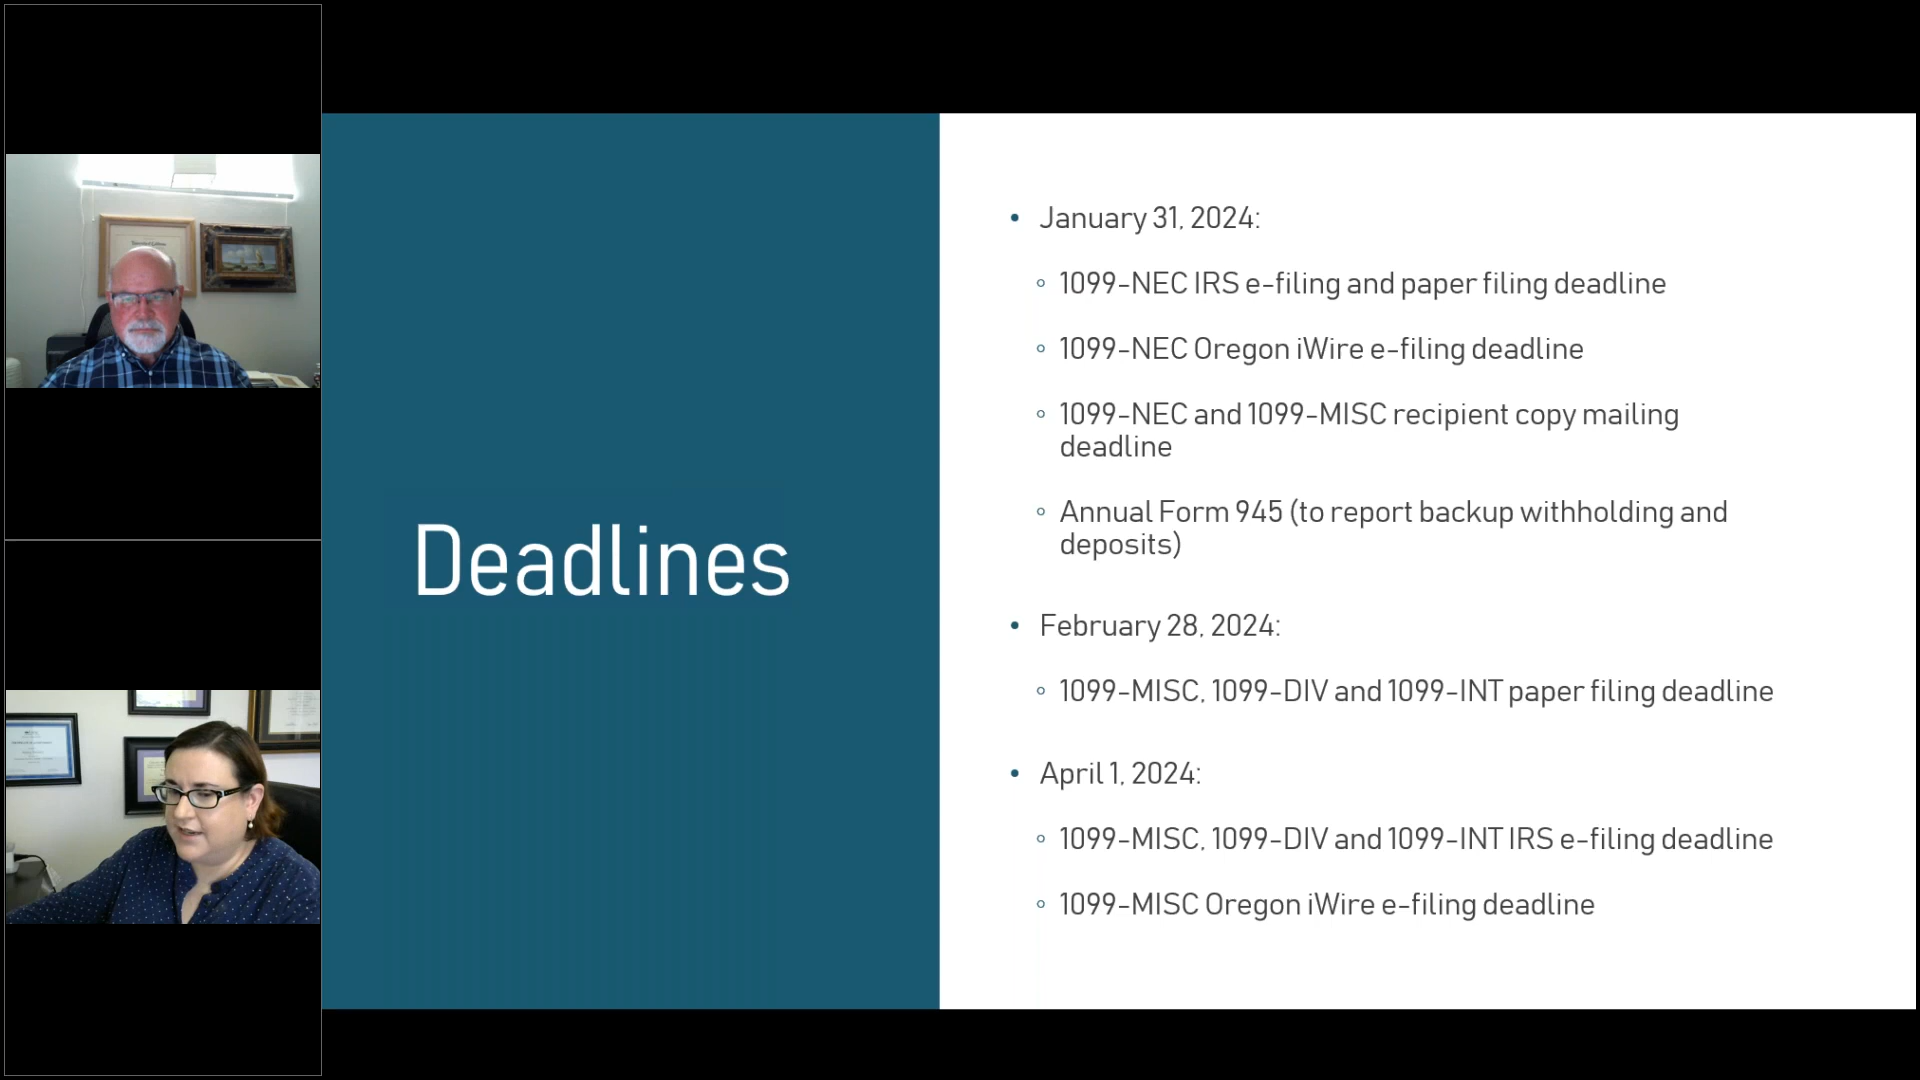 Deadlines
• January 31, 2024:
◦ 1099-NEC IRS e-filing and paper filing deadline
◦ 1099-NEC Oregon iWire e-filing deadline
◦ 1099-NEC and 1099-MISC recipient copy mailing
deadline
◦ Annual Form 945 (to report backup withholding and
deposits)
• February 28, 2024:
◦ 1099-MISC, 1099-DIV and 1099-INT paper filing deadline
• April 1, 2024:
◦ 1099-MISC, 1099-DIV and 1099-INT IRS e-filing deadline
◦ 1099-MISC Oregon iWire e-filing deadline